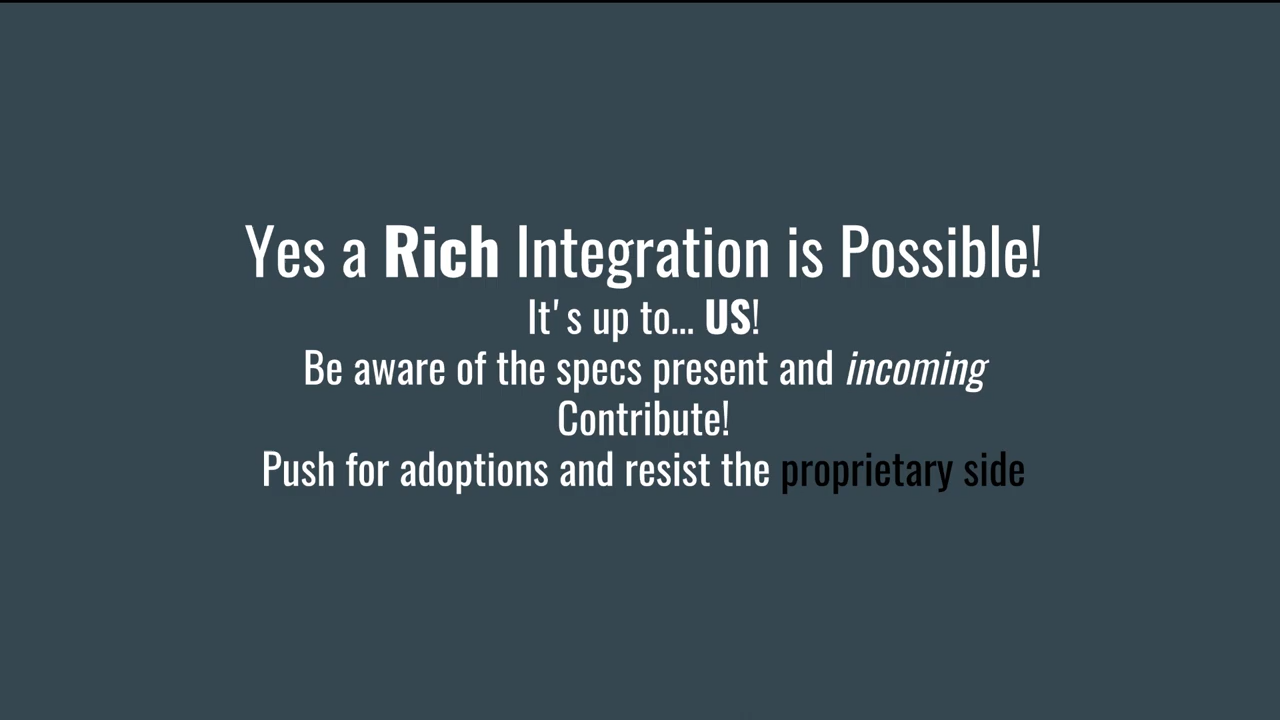 Yes a Rich Integration is Possible!
It's up to... US!
Be aware of the specs present and incoming
Contribute!
Push for adoptions and resist the proprietary side